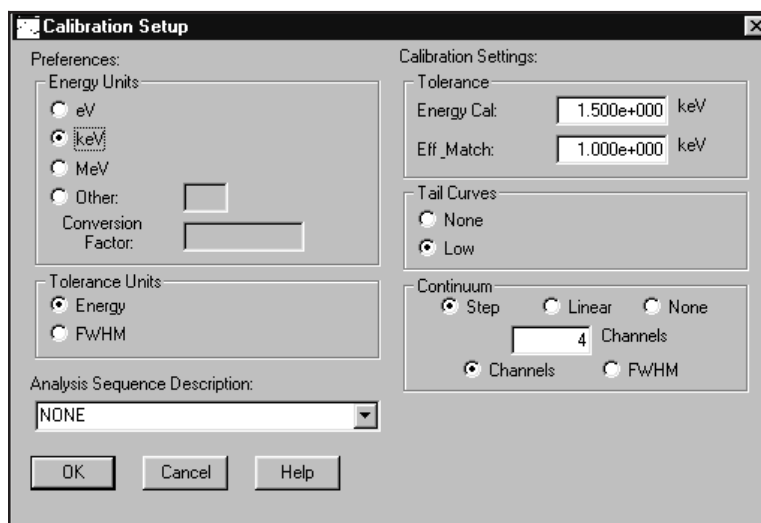 Calibration Setup
Preferences:
Energy Units
eV
keV
MeV
Other:
Conversion
Factor:
Tolerance Units
Energy
FWHM
Analysis Sequence Description:
NONE
OK Cancel Help
Calibration Settings:
Tolerance
Energy Cal: 1.500e+000 keV
Eff_Match: 1.000e+000 keV
Tail Curves
None
Low
Continuum
Step Linear None
4 Channels
Channels FWHM